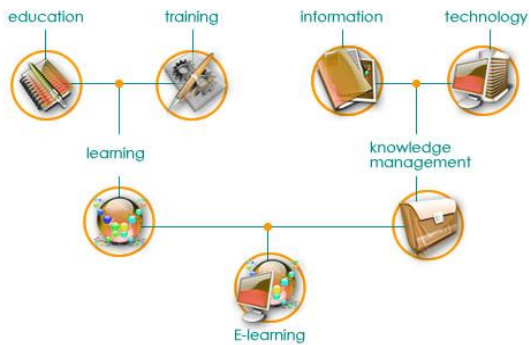 education
training
information
technology
learning
knowledge
management
E-learning